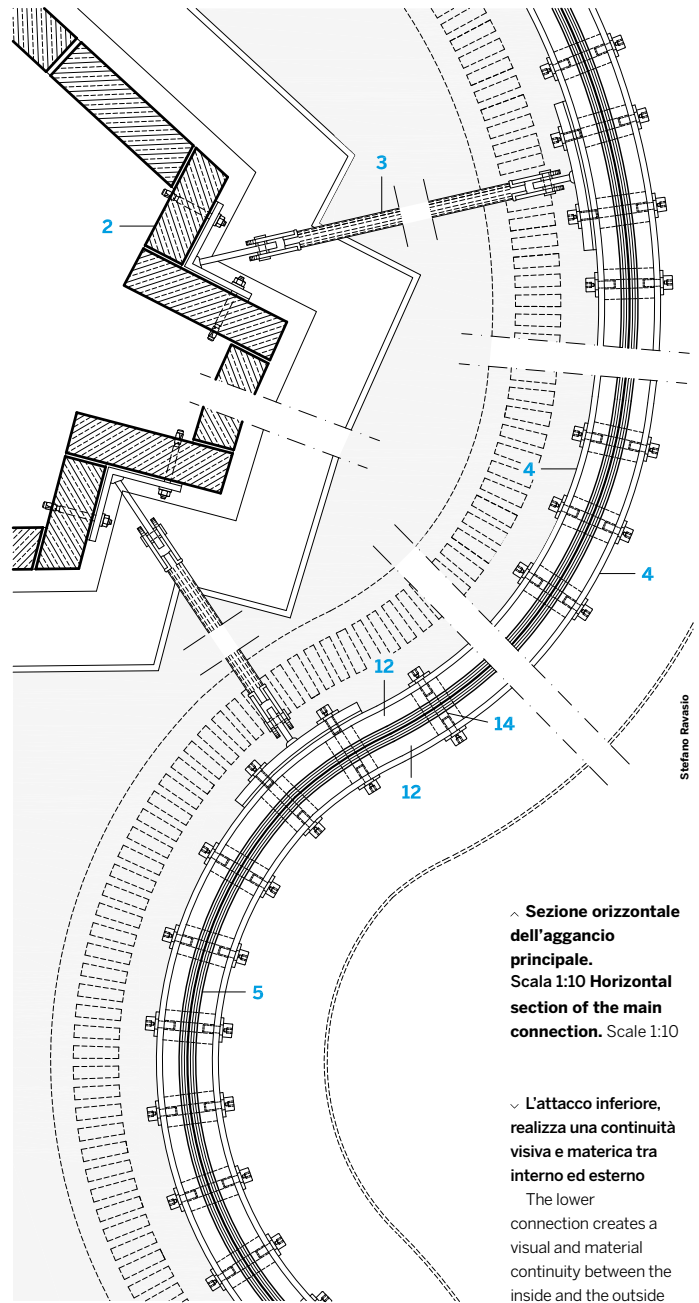 3
2
4
4
12
14
12
5
Stefano Ravasio
^ Sezione orizzontale
dell'aggancio
principale.
Scala 1:10 Horizontal
section of the main
connection. Scale 1:10
⌄ L'attacco inferiore,
realizza una continuità
visiva e materica tra
interno ed esterno
The lower
connection creates a
visual and material
continuity between the
inside and the outside